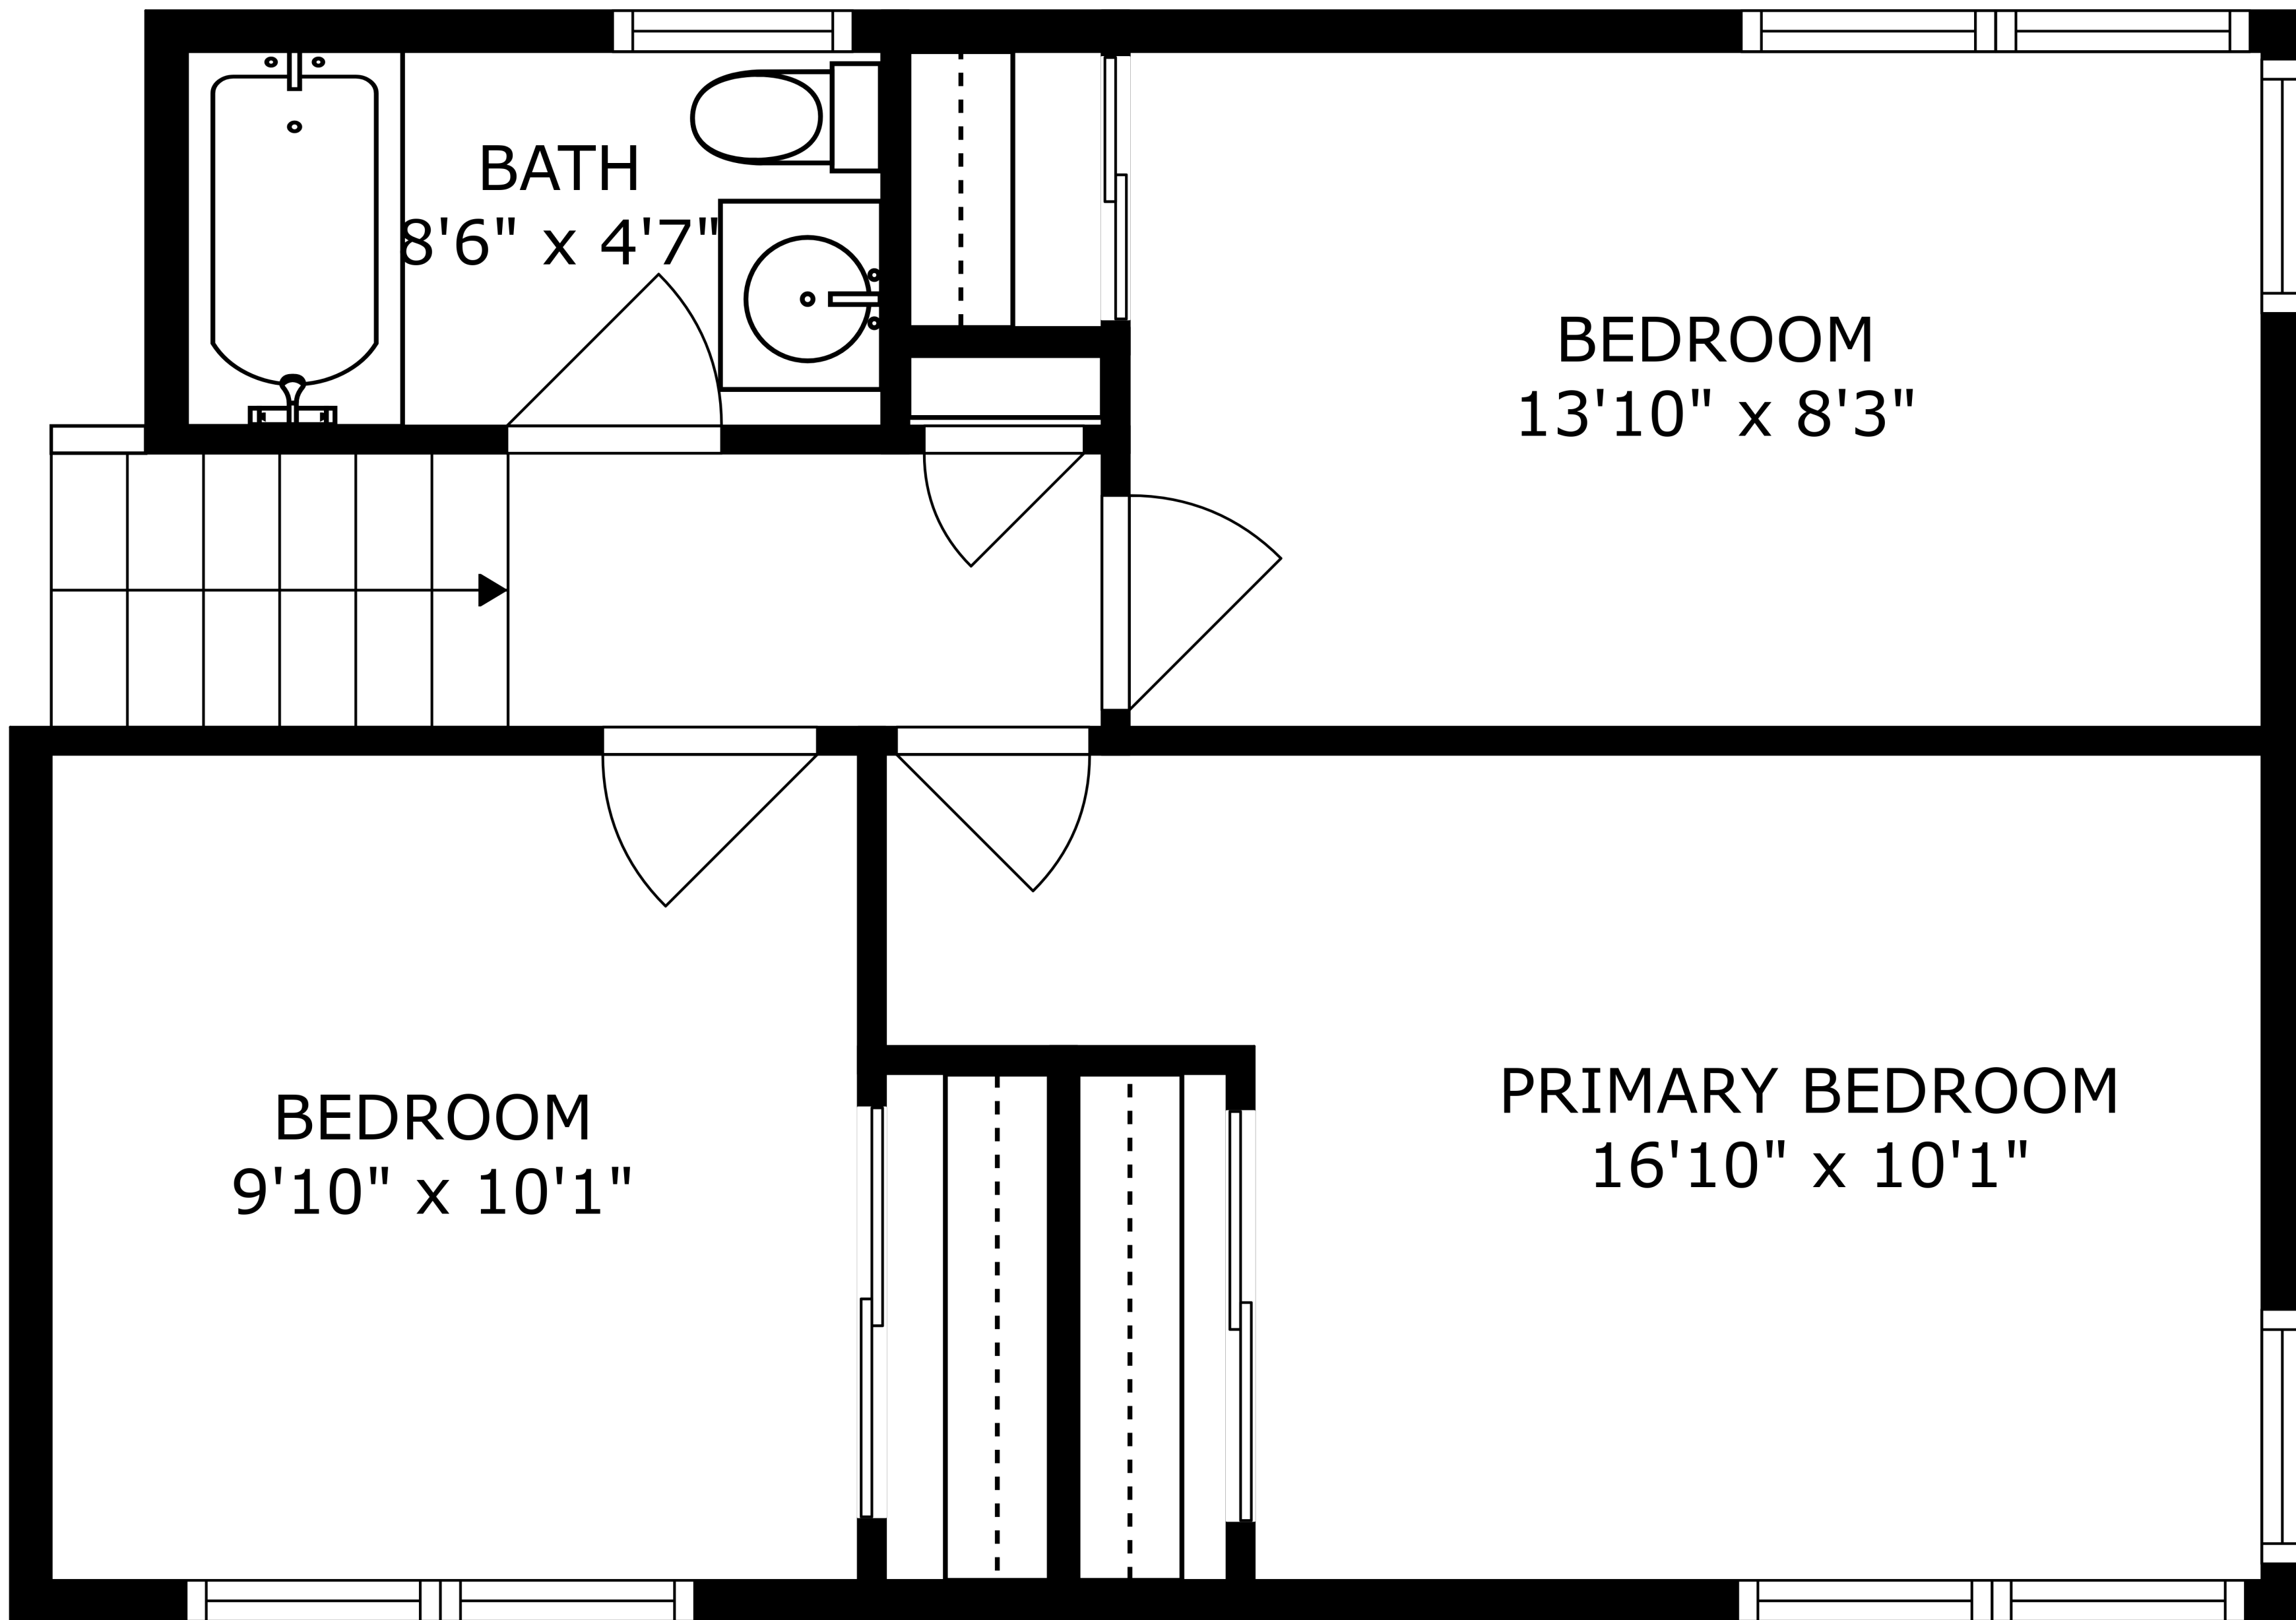 BATH
8'6" x 4'7"
BEDROOM
13'10" x 8'3"
BEDROOM
9'10" x 10'1"
PRIMARY BEDROOM
16'10" x 10'1"